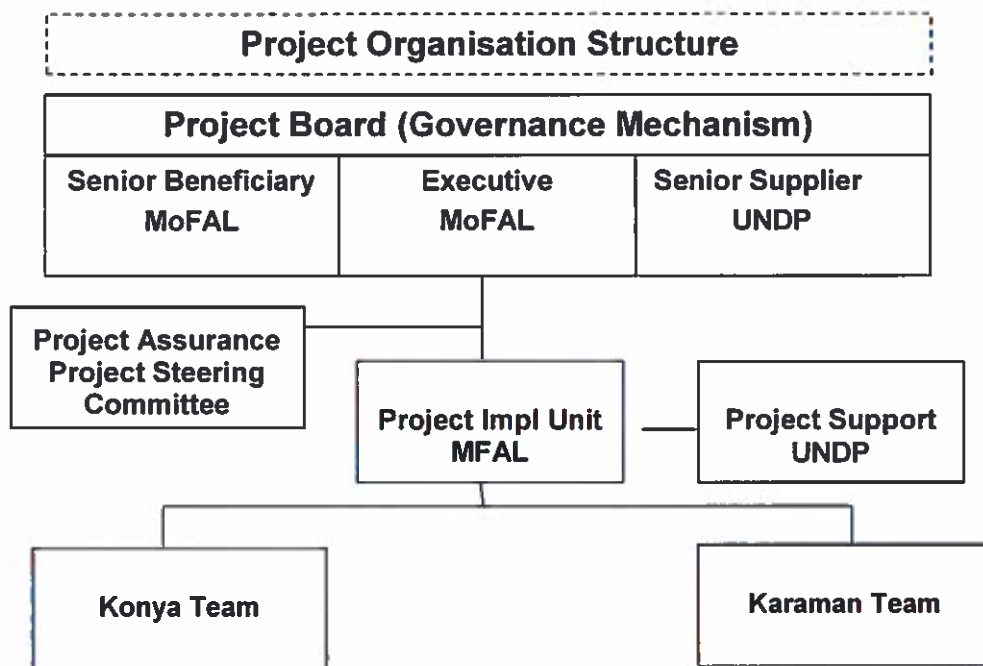 Project Organisation Structure
Project Board (Governance Mechanism)
Senior Beneficiary
MoFAL
Executive
MoFAL
Senior Supplier
UNDP
Project Assurance
Project Steering
Committee
Project Impl Unit
MFAL
Project Support
UNDP
Konya Team
Karaman Team